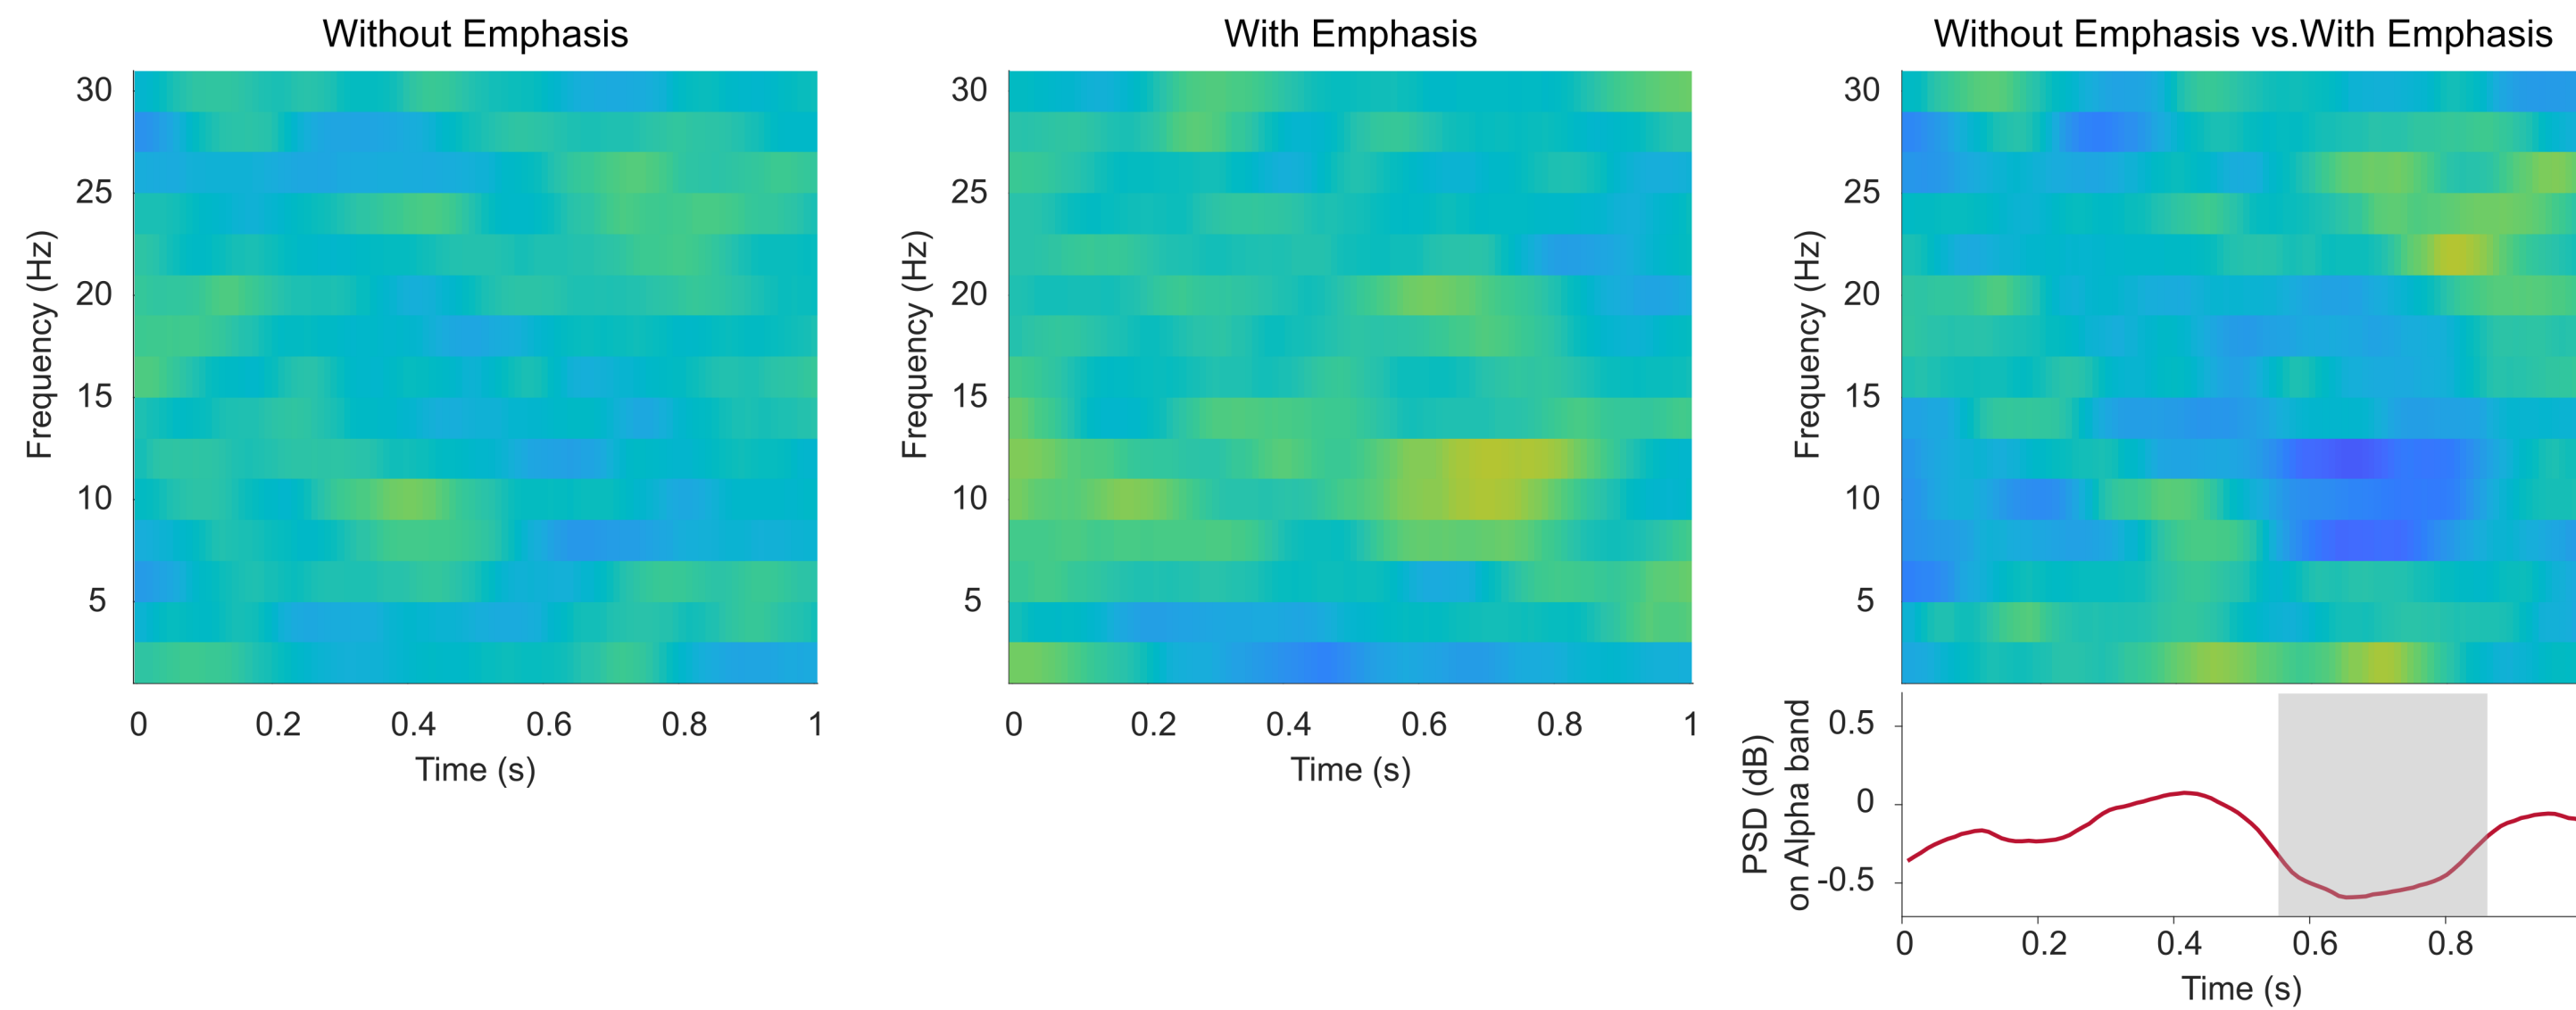 Without Emphasis
30
25
20
15
10
5
Frequency (Hz)
0 0.2 0.4 0.6 0.8 1
Time (s)
With Emphasis
30
25
20
15
10
5
Frequency (Hz)
0 0.2 0.4 0.6 0.8 1
Time (s)
Without Emphasis vs.With Emphasis
30
25
20
15
10
5
Frequency (Hz)
PSD (dB)
on Alpha band
0.5
0
-0.5
0 0.2 0.4 0.6 0.8
Time (s)